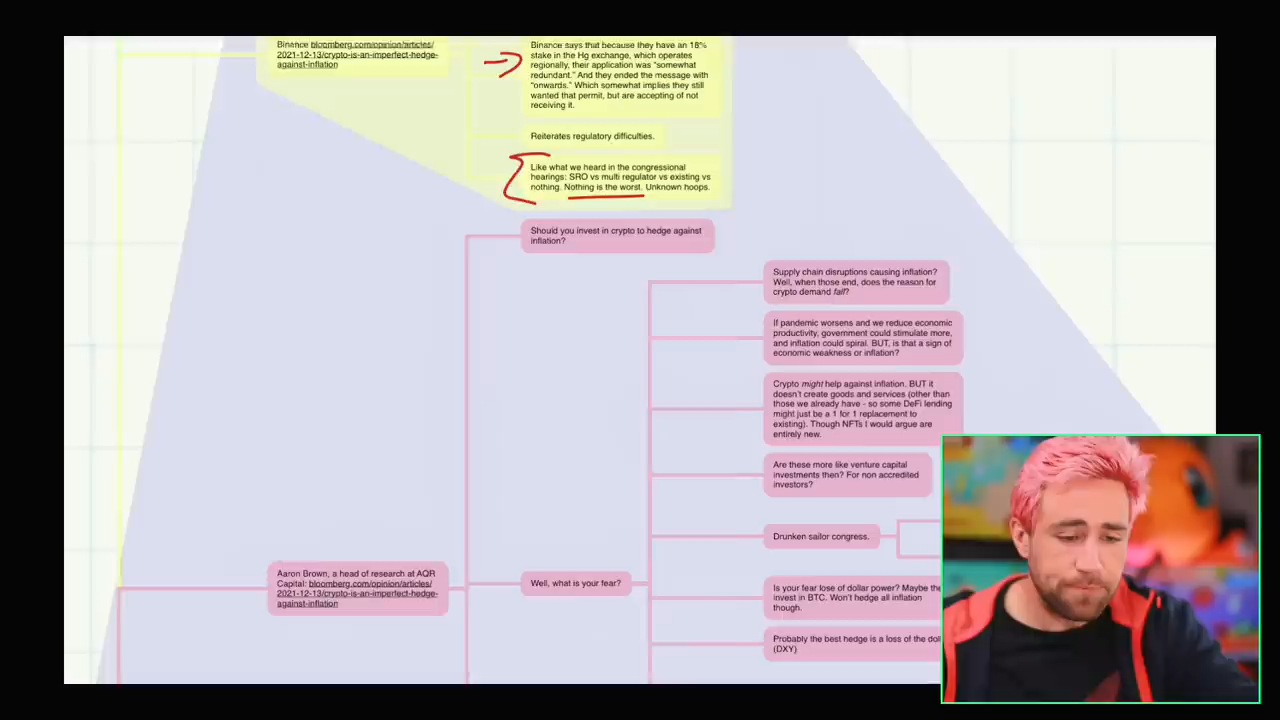 Binance bloomberg.com/opinion/articles/
2021-12-13/crypto-is-an-imperfect-hedge-
against-inflation
Binance says that because they have an 18%
stake in the Hg exchange, which operates
regionally, their application was “somewhat
redundant.” And they ended the message with
“onwards.” Which somewhat implies they still
wanted that permit, but are accepting of not
receiving it.
Reiterates regulatory difficulties.
Like what we heard in the congressional
hearings: SRO vs multi regulator vs existing vs
nothing. Nothing is the worst. Unknown hoops.
Should you invest in crypto to hedge against
inflation?
Supply chain disruptions causing inflation?
Well, when those end, does the reason for
crypto demand fall?
If pandemic worsens and we reduce economic
productivity, government could stimulate more,
and inflation could spiral. BUT, is that a sign of
economic weakness or inflation?
Crypto might help against inflation. BUT it
doesn't create goods and services (other than
those we already have - so some DeFi lending
might just be a 1 for 1 replacement to
existing). Though NFTs I would argue are
entirely new.
Are these more like venture capital
investments then? For non accredited
investors?
Drunken sailor congress.
Aaron Brown, a head of research at AQR
Capital: bloomberg.com/opinion/articles/
2021-12-13/crypto-is-an-imperfect-hedge-
against-inflation
Well, what is your fear?
Is your fear lose of dollar power? Maybe
invest in BTC. Won't hedge all inflation
though.
Probably the best hedge is a loss of the
(DXY)